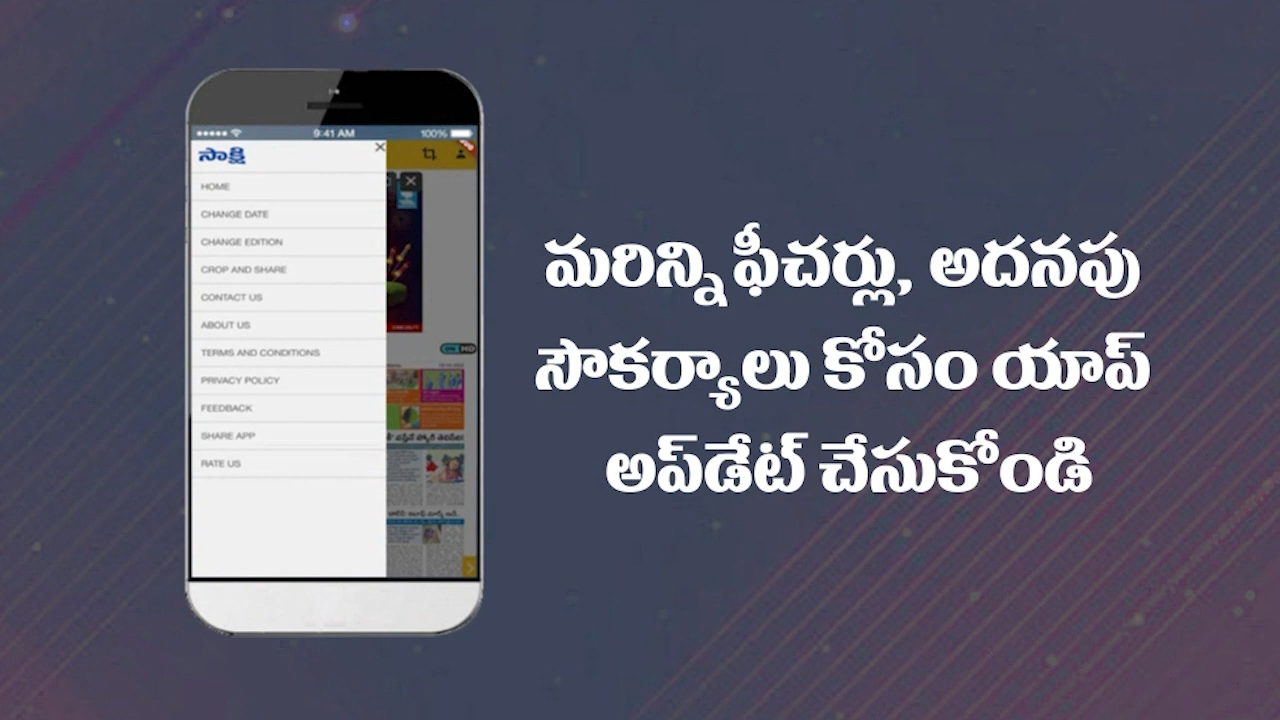 9:41 AM
100%
సాక్షి
HOME
CHANGE DATE
CHANGE EDITION
CROP AND SHARE
CONTACT US
ABOUT US
TERMS AND CONDITIONS
PRIVACY POLICY
FEEDBACK
SHARE APP
RATE US
మరిన్ని ఫీచర్లు, అదనపు
సౌకర్యాలు కోసం యాప్
అప్‌డేట్ చేసుకోండి